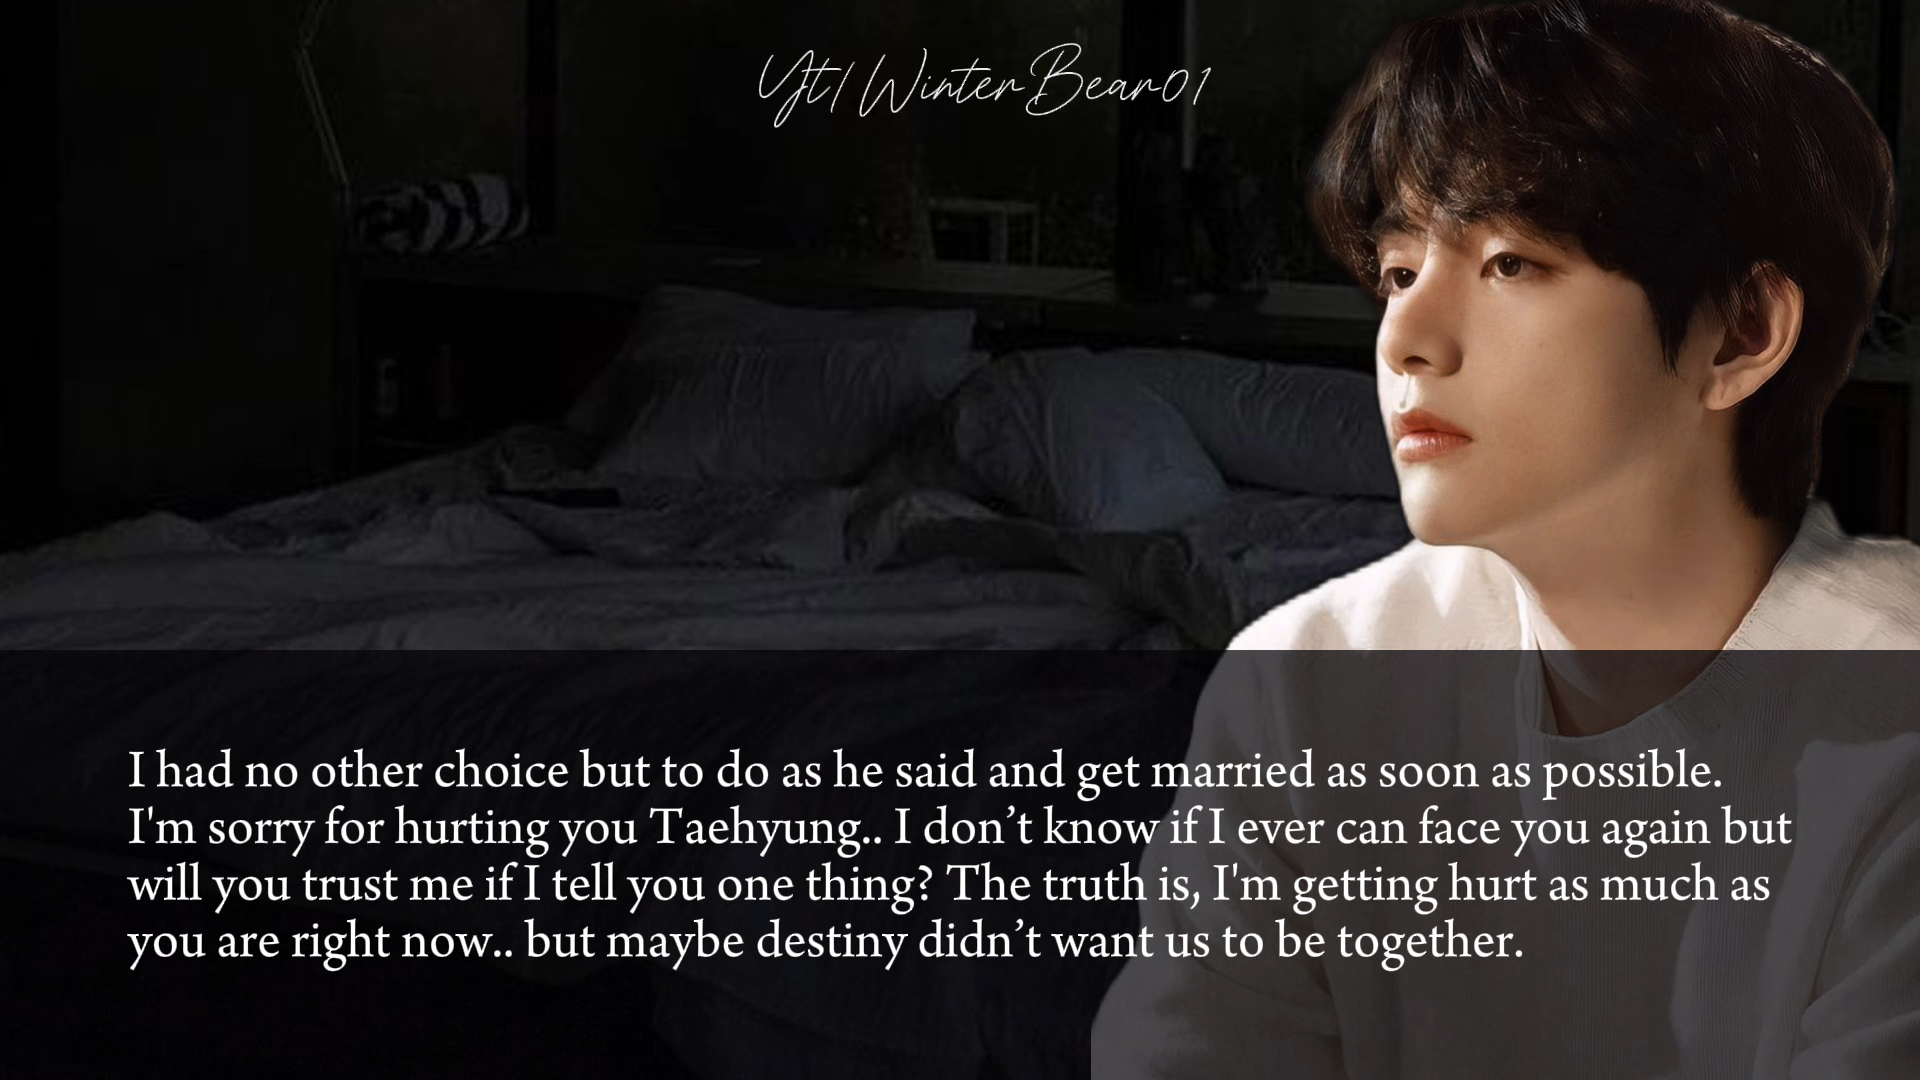 Yt/ WinterBear01
I had no other choice but to do as he said and get married as soon as possible.
I'm sorry for hurting you Taehyung.. I don’t know if I ever can face you again but
will you trust me if I tell you one thing? The truth is, I'm getting hurt as much as
you are right now.. but maybe destiny didn’t want us to be together.